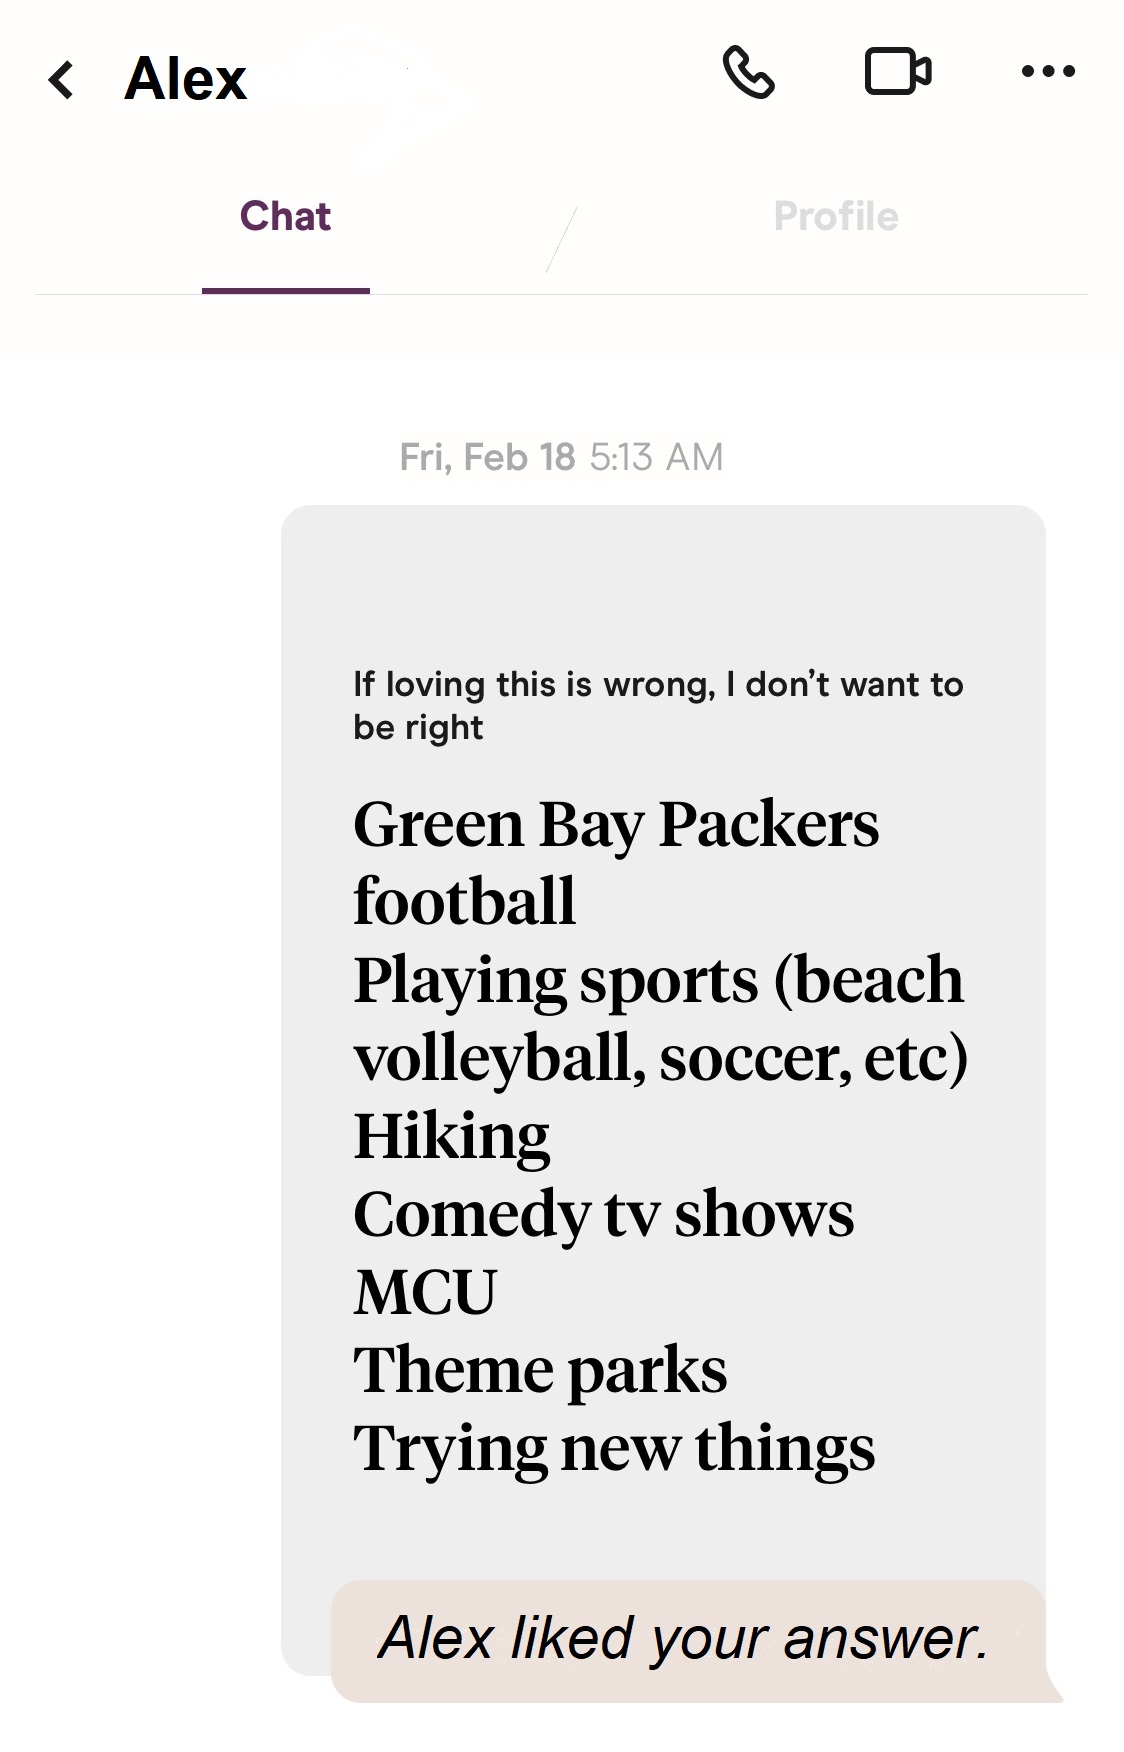 Alex
Chat
Profile
Fri, Feb 18 5:13 AM
If loving this is wrong, I don’t want to
be right
Green Bay Packers
football
Playing sports (beach
volleyball, soccer, etc)
Hiking
Comedy tv shows
MCU
Theme parks
Trying new things
Alex liked your answer.